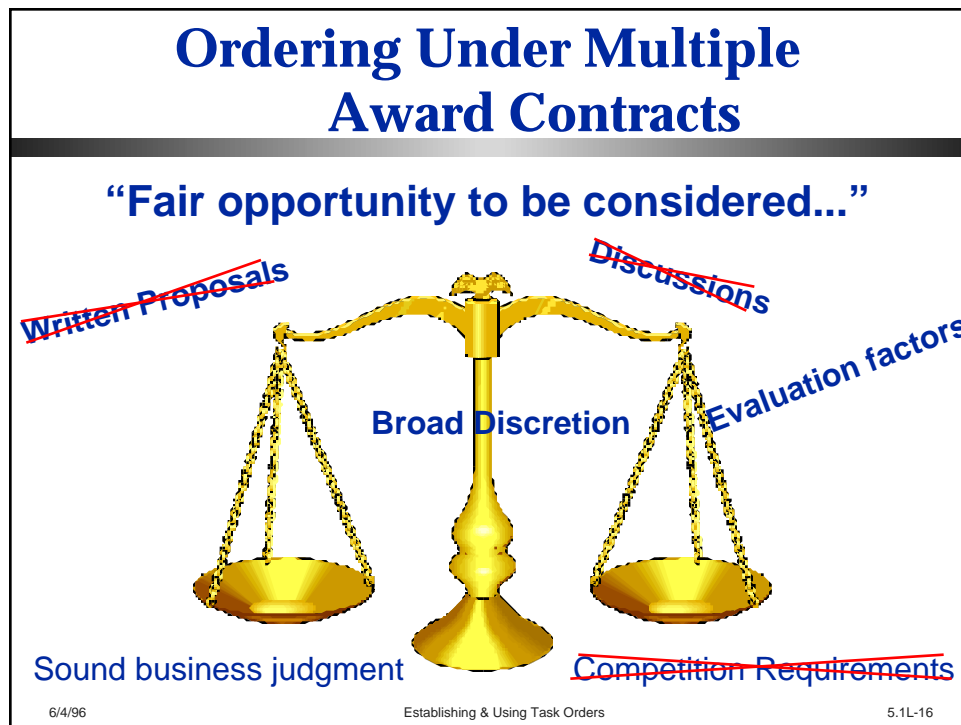 Ordering Under Multiple
Award Contracts
“Fair opportunity to be considered...”
Written Proposals
Discussions
Evaluation factors
Broad Discretion
Sound business judgment
Competition Requirements
6/4/96
Establishing & Using Task Orders
5.1L-16